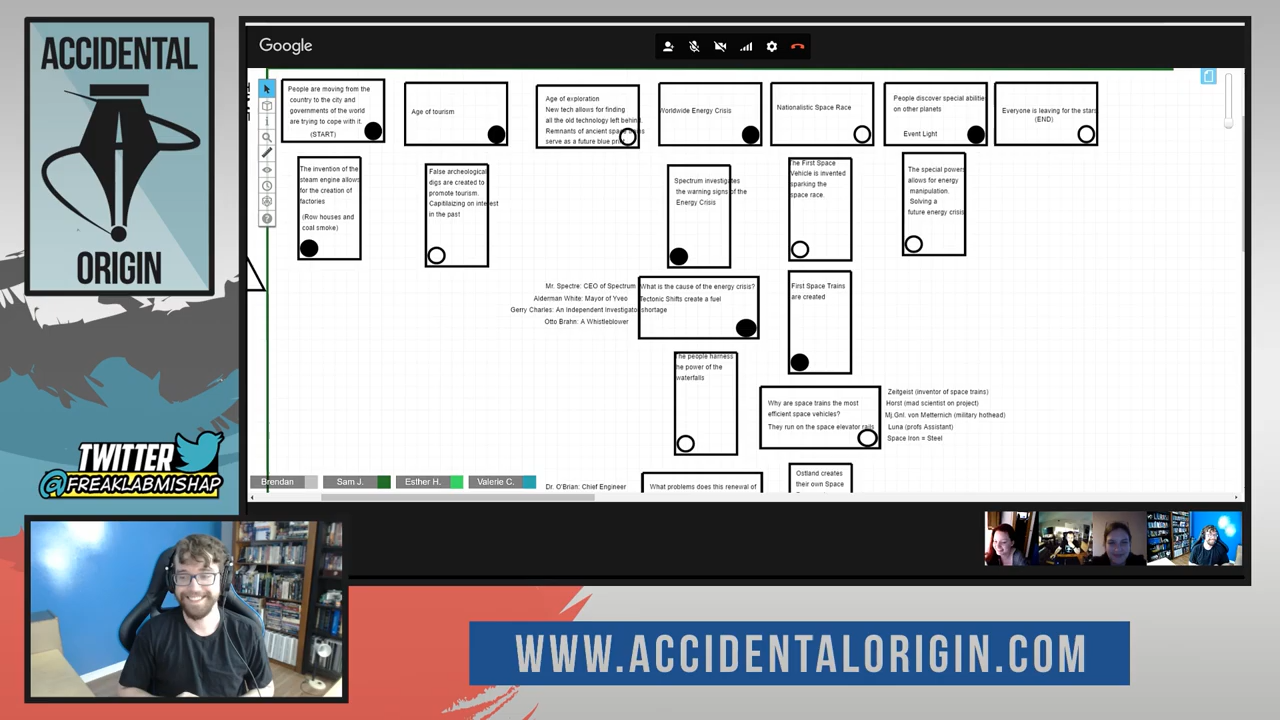 ACCIDENTAL
ORIGIN
TWITTER
@FREAKLABMISHAP
Google
People are moving from the
country to the city and
governments of the world
are trying to cope with it.
(START)
Age of tourism
Age of exploration
New tech allows for finding
all the old technology left behind.
Remnants of ancient
serve as a future blue
Worldwide Energy Crisis
Nationalistic Space Race
People discover special abilitie
on other planets
Event Light
Everyone is leaving for the stars
(END)
The invention of the
steam engine allows
for the creation of
factories
(Row houses and
coal smoke)
False archeological
digs are created to
promote tourism.
Capitilaizing on interest
in the past
Spectrum investigates
the warning signs of the
Energy Crisis
The First Space
Vehicle is invented
sparking the
space race
The special powers
allows for energy
manipulation.
Solving a
future energy crisis
Mr. Spectre: CEO of Spectrum
Alderman White: Mayor of Yveo
Gerry Charles: An Independent Investigator
Otto Brahn: A Whistleblower
What is the cause of the energy crisis?
Tectonic Shifts create a fuel
shortage
First Space Trains
are created
The people harness
he power of the
waterfalls
Why are space trains the most
efficient space vehicles?
They run on the space elevator rails
Zeitgeist (inventor of space trains)
Horst (mad scientist on project)
Mj.Gnl. von Metternich (military hothead)
Luna (profs Assistant)
Space Iron = Steel
Ostland creates
their own Space
Dr. O'Brian: Chief Engineer
What problems does this renewal of
Brendan
Sam J.
Esther H.
Valerie C.
WWW.ACCIDENTALORIGIN.COM